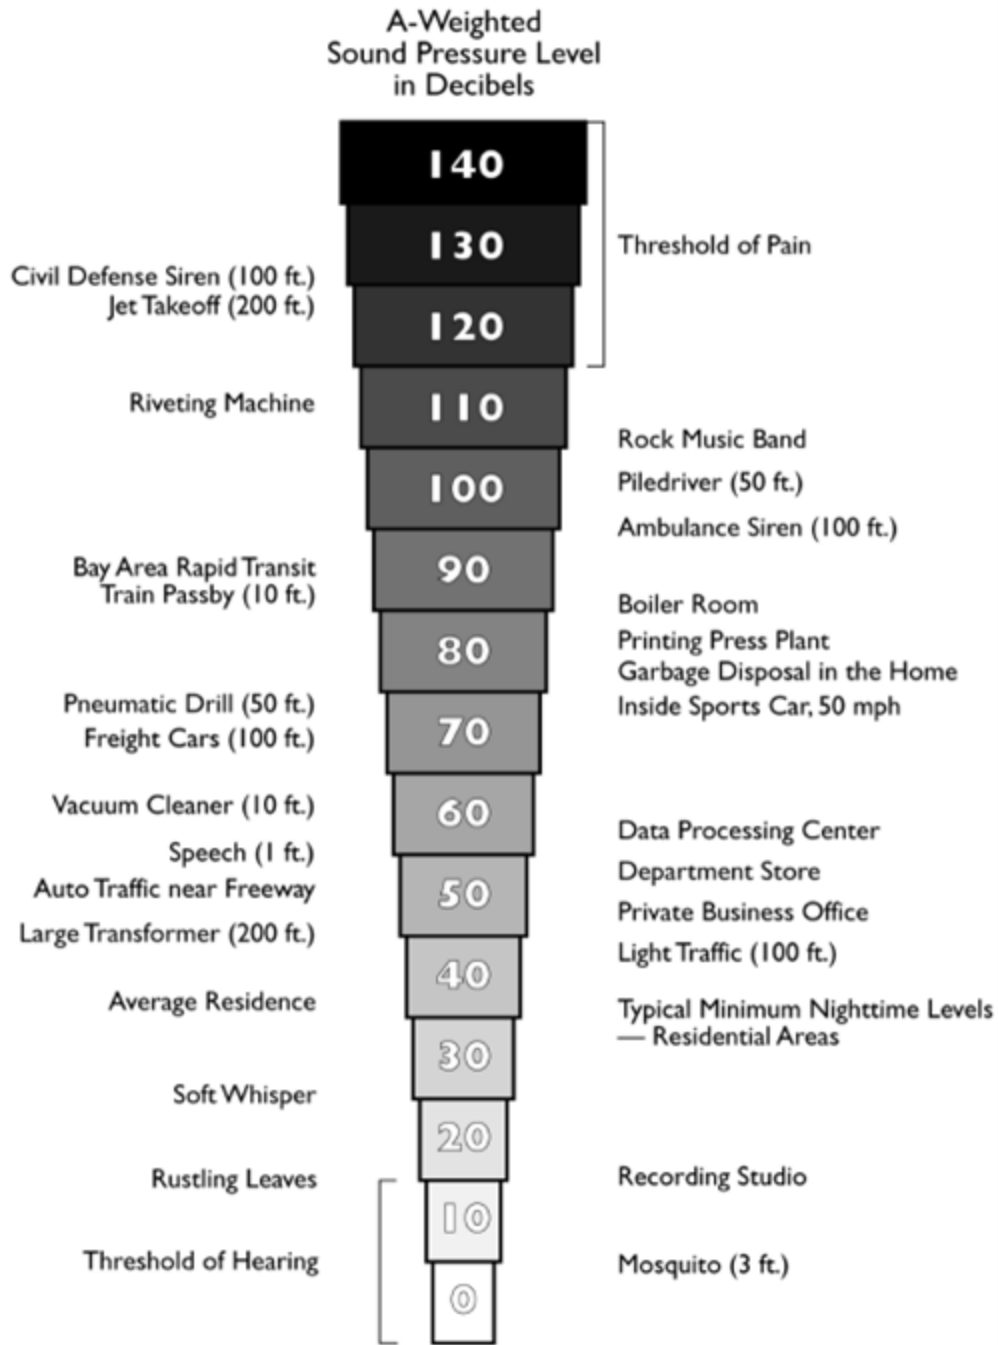 A-Weighted
Sound Pressure Level
in Decibels
140
130
Threshold of Pain
Civil Defense Siren (100 ft.)
Jet Takeoff (200 ft.)
120
Riveting Machine
110
Rock Music Band
100
Piledriver (50 ft.)
Ambulance Siren (100 ft.)
Bay Area Rapid Transit
Train Passby (10 ft.)
90
Boiler Room
80
Printing Press Plant
Garbage Disposal in the Home
Pneumatic Drill (50 ft.)
Inside Sports Car, 50 mph
Freight Cars (100 ft.)
70
Vacuum Cleaner (10 ft.)
60
Data Processing Center
Speech (1 ft.)
Department Store
Auto Traffic near Freeway
50
Private Business Office
Large Transformer (200 ft.)
Light Traffic (100 ft.)
40
Average Residence
Typical Minimum Nighttime Levels
— Residential Areas
30
Soft Whisper
20
Rustling Leaves
Recording Studio
10
Threshold of Hearing
Mosquito (3 ft.)
0